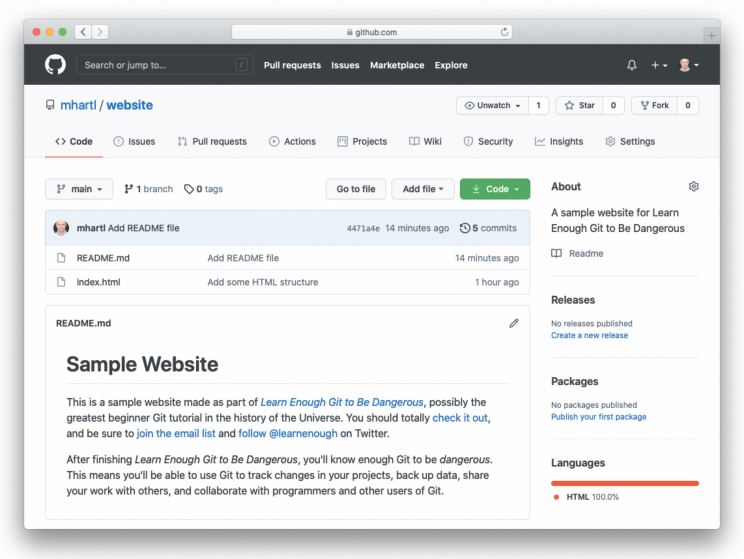 github.com
Search or jump to... /
Pull requests Issues Marketplace Explore
mhartl / website
Unwatch 1 Star 0 Fork 0
Code Issues Pull requests Actions Projects Wiki Security Insights Settings
main 1 branch 0 tags Go to file Add file Code
mhartl Add README file 4471a4e 14 minutes ago 5 commits
README.md Add README file 14 minutes ago
index.html Add some HTML structure 1 hour ago
README.md
Sample Website
This is a sample website made as part of Learn Enough Git to Be Dangerous, possibly the
greatest beginner Git tutorial in the history of the Universe. You should totally check it out,
and be sure to join the email list and follow @learnenough on Twitter.
After finishing Learn Enough Git to Be Dangerous, you'll know enough Git to be dangerous.
This means you'll be able to use Git to track changes in your projects, back up data, share
your work with others, and collaborate with programmers and other users of Git.
About
A sample website for Learn
Enough Git to Be Dangerous
Readme
Releases
No releases published
Create a new release
Packages
No packages published
Publish your first package
Languages
HTML 100.0%